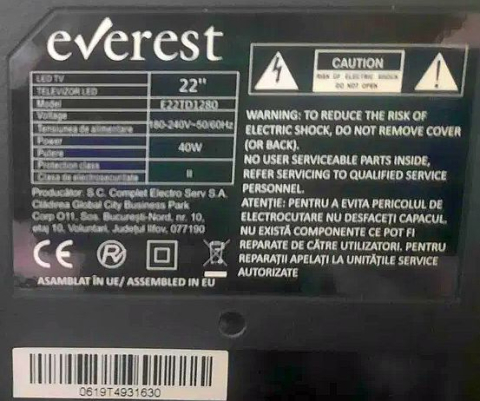 everest
LED TV
TELEVIZOR LED
22"
Model
E22TD1280
Voltage
Tensiunea de alimentare
180-240V~50/60Hz
Power
Putere
40W
Protection class
Clasa de electrosecuritate
II
Producător: S.C. Complet Electro Serv S.A.
Clădirea Global City Business Park
Corp O11, Sos. București-Nord, nr. 10,
etaj 10, Voluntari, Județul Ilfov, 077190
CE
ASAMBLAT ÎN UE/ ASSEMBLED IN EU
CAUTION
RISK OF ELECTRIC SHOCK
DO NOT OPEN
WARNING: TO REDUCE THE RISK OF
ELECTRIC SHOCK, DO NOT REMOVE COVER
(OR BACK).
NO USER SERVICEABLE PARTS INSIDE,
REFER SERVICING TO QUALIFIED SERVICE
PERSONNEL.
ATENȚIE: PENTRU A EVITA PERICOLUL DE
ELECTROCUTARE NU DESFACEȚI CAPACUL.
NU EXISTĂ COMPONENTE CE POT FI
REPARATE DE CĂTRE UTILIZATORI. PENTRU
REPARAȚII APELAȚI LA UNITĂȚILE SERVICE
AUTORIZATE
0619T4931630